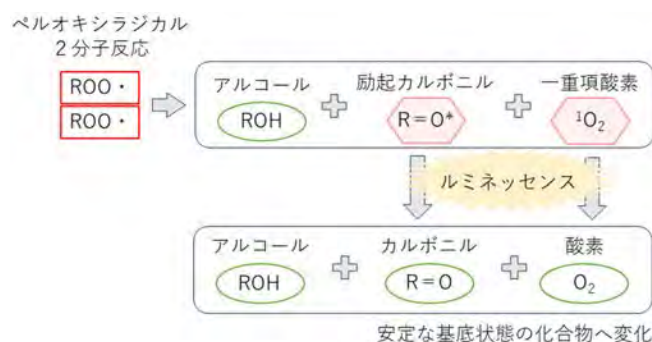 ペルオキシラジカル
2分子反応
ROO・
ROO・
アルコール
励起カルボニル
一重項酸素
ROH
R=O*
¹O₂
ルミネッセンス
アルコール
カルボニル
酸素
ROH
R=O
O₂
安定な基底状態の化合物へ変化